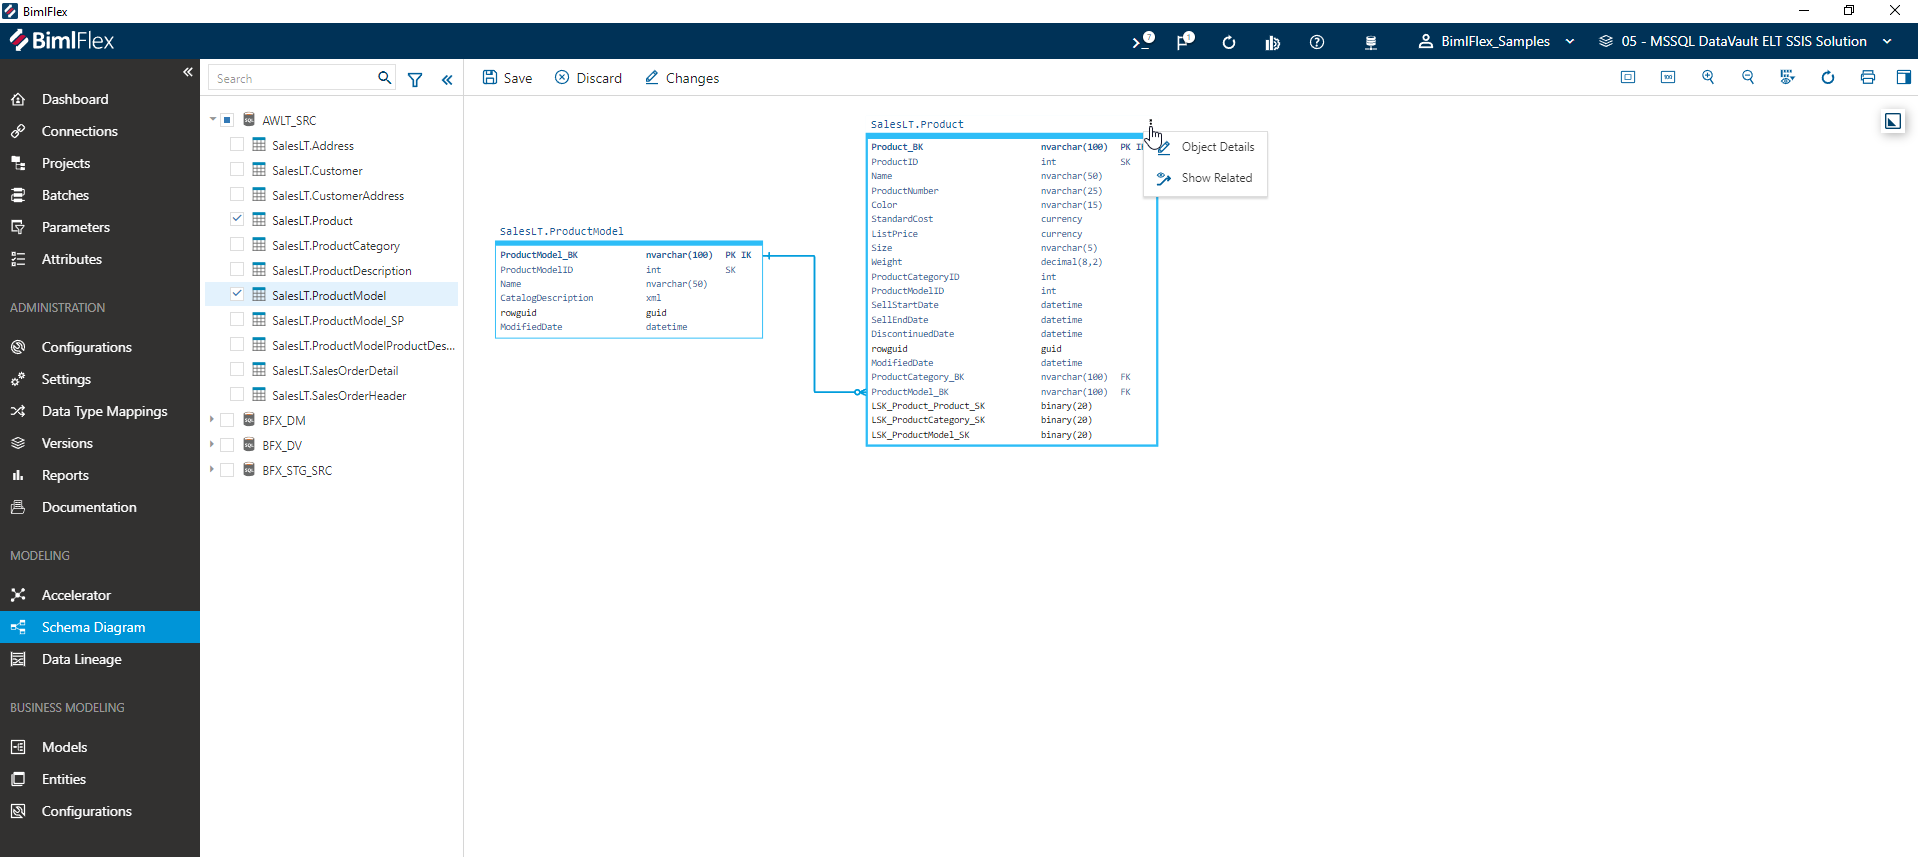 BimlFlex
BimlFlex
7
1
BimlFlex_Samples
05 - MSSQL DataVault ELT SSIS Solution
Dashboard
Connections
Projects
Batches
Parameters
Attributes
ADMINISTRATION
Configurations
Settings
Data Type Mappings
Versions
Reports
Documentation
MODELING
Accelerator
Schema Diagram
Data Lineage
BUSINESS MODELING
Models
Entities
Configurations
Search
AWLT_SRC
SalesLT.Address
SalesLT.Customer
SalesLT.CustomerAddress
SalesLT.Product
SalesLT.ProductCategory
SalesLT.ProductDescription
SalesLT.ProductModel
SalesLT.ProductModel_SP
SalesLT.ProductModelProductDes...
SalesLT.SalesOrderDetail
SalesLT.SalesOrderHeader
BFX_DM
BFX_DV
BFX_STG_SRC
Save Discard Changes
100
SalesLT.ProductModel
ProductModel_BK nvarchar(100) PK IK
ProductModelID int SK
Name nvarchar(50)
CatalogDescription xml
rowguid guid
ModifiedDate datetime
SalesLT.Product
Product_BK nvarchar(100) PK
ProductID int SK
Name nvarchar(50)
ProductNumber nvarchar(25)
Color nvarchar(15)
StandardCost currency
ListPrice currency
Size nvarchar(5)
Weight decimal(8,2)
ProductCategoryID int
ProductModelID int
SellStartDate datetime
SellEndDate datetime
DiscontinuedDate datetime
rowguid guid
ModifiedDate datetime
ProductCategory_BK nvarchar(100) FK
ProductModel_BK nvarchar(100) FK
LSK_Product_Product_SK binary(20)
LSK_ProductCategory_SK binary(20)
LSK_ProductModel_SK binary(20)
Object Details
Show Related